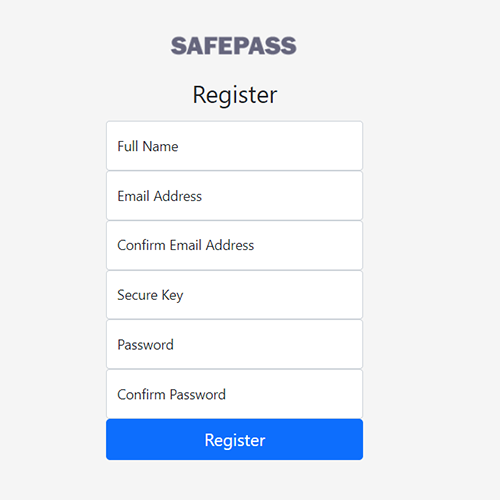 SAFEPASS
Register
Full Name
Email Address
Confirm Email Address
Secure Key
Password
Confirm Password
Register